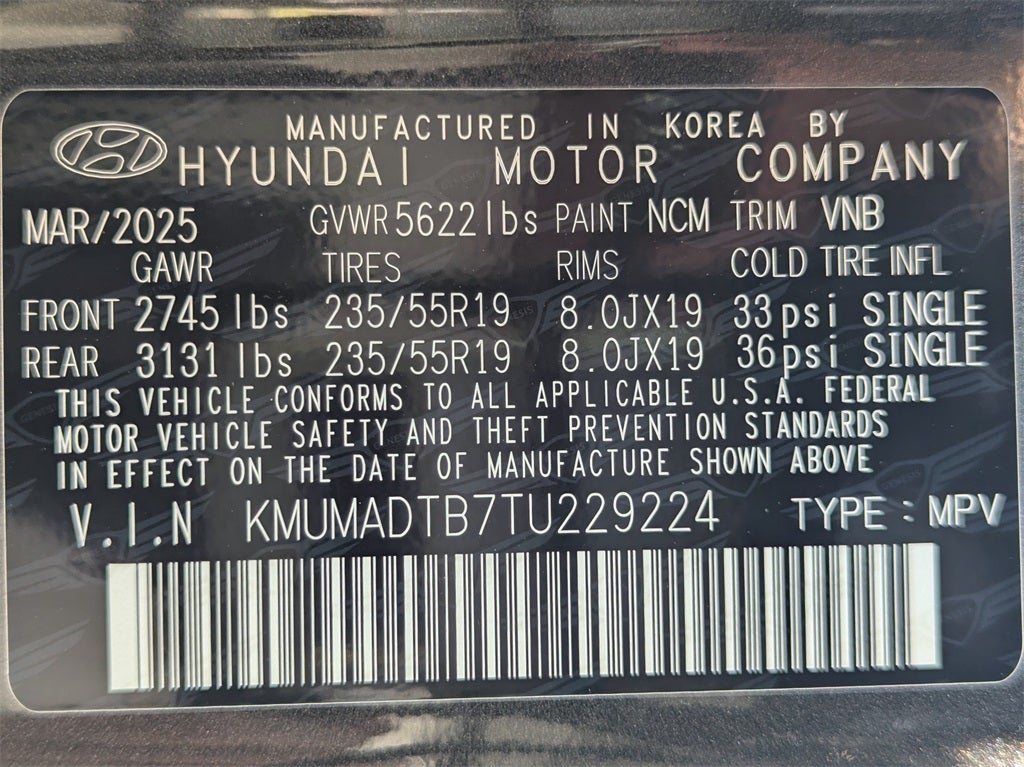 MANUFACTURED IN KOREA BY
HYUNDAI MOTOR COMPANY
MAR/2025 GVWR 5622 lbs PAINT NCM TRIM VNB
GAWR TIRES RIMS COLD TIRE INFL
FRONT 2745 lbs 235/55R19 8.0JX19 33psi SINGLE
REAR 3131 lbs 235/55R19 8.0JX19 36psi SINGLE
THIS VEHICLE CONFORMS TO ALL APPLICABLE U.S.A. FEDERAL
MOTOR VEHICLE SAFETY AND THEFT PREVENTION STANDARDS
IN EFFECT ON THE DATE OF MANUFACTURE SHOWN ABOVE
V.I.N KMUMADTB7TU229224 TYPE : MPV